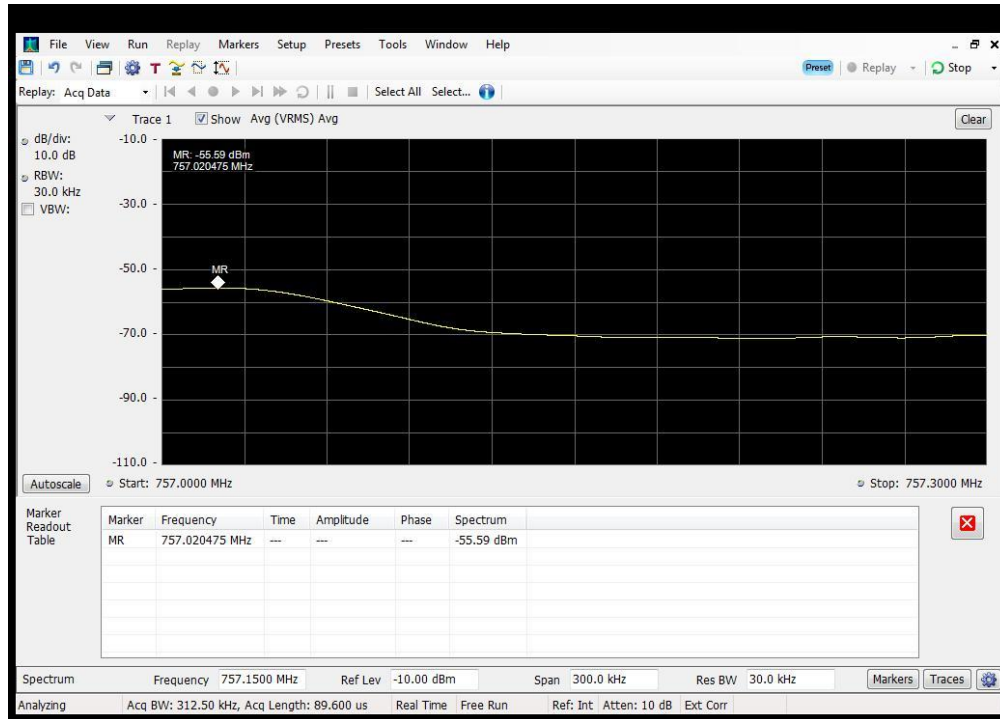 File View Run Replay Markers Setup Presets Tools Window Help
T Preset Replay Stop
Replay: Acq Data Select All Select...
Trace 1 Show Avg (VRMS) Avg Clear
dB/div:
10.0 dB
RBW:
30.0 kHz
VBW:
-10.0
MR: -55.59 dBm
757.020475 MHz
-30.0
-50.0
MR
-70.0
-90.0
-110.0
Autoscale Start: 757.0000 MHz Stop: 757.3000 MHz
Marker
Readout
Table
Marker Frequency Time Amplitude Phase Spectrum
MR 757.020475 MHz --- --- --- -55.59 dBm
Spectrum Frequency 757.1500 MHz Ref Lev -10.00 dBm Span 300.0 kHz Res BW 30.0 kHz Markers Traces
Analyzing Acq BW: 312.50 kHz, Acq Length: 89.600 us Real Time Free Run Ref: Int Atten: 10 dB Ext Corr